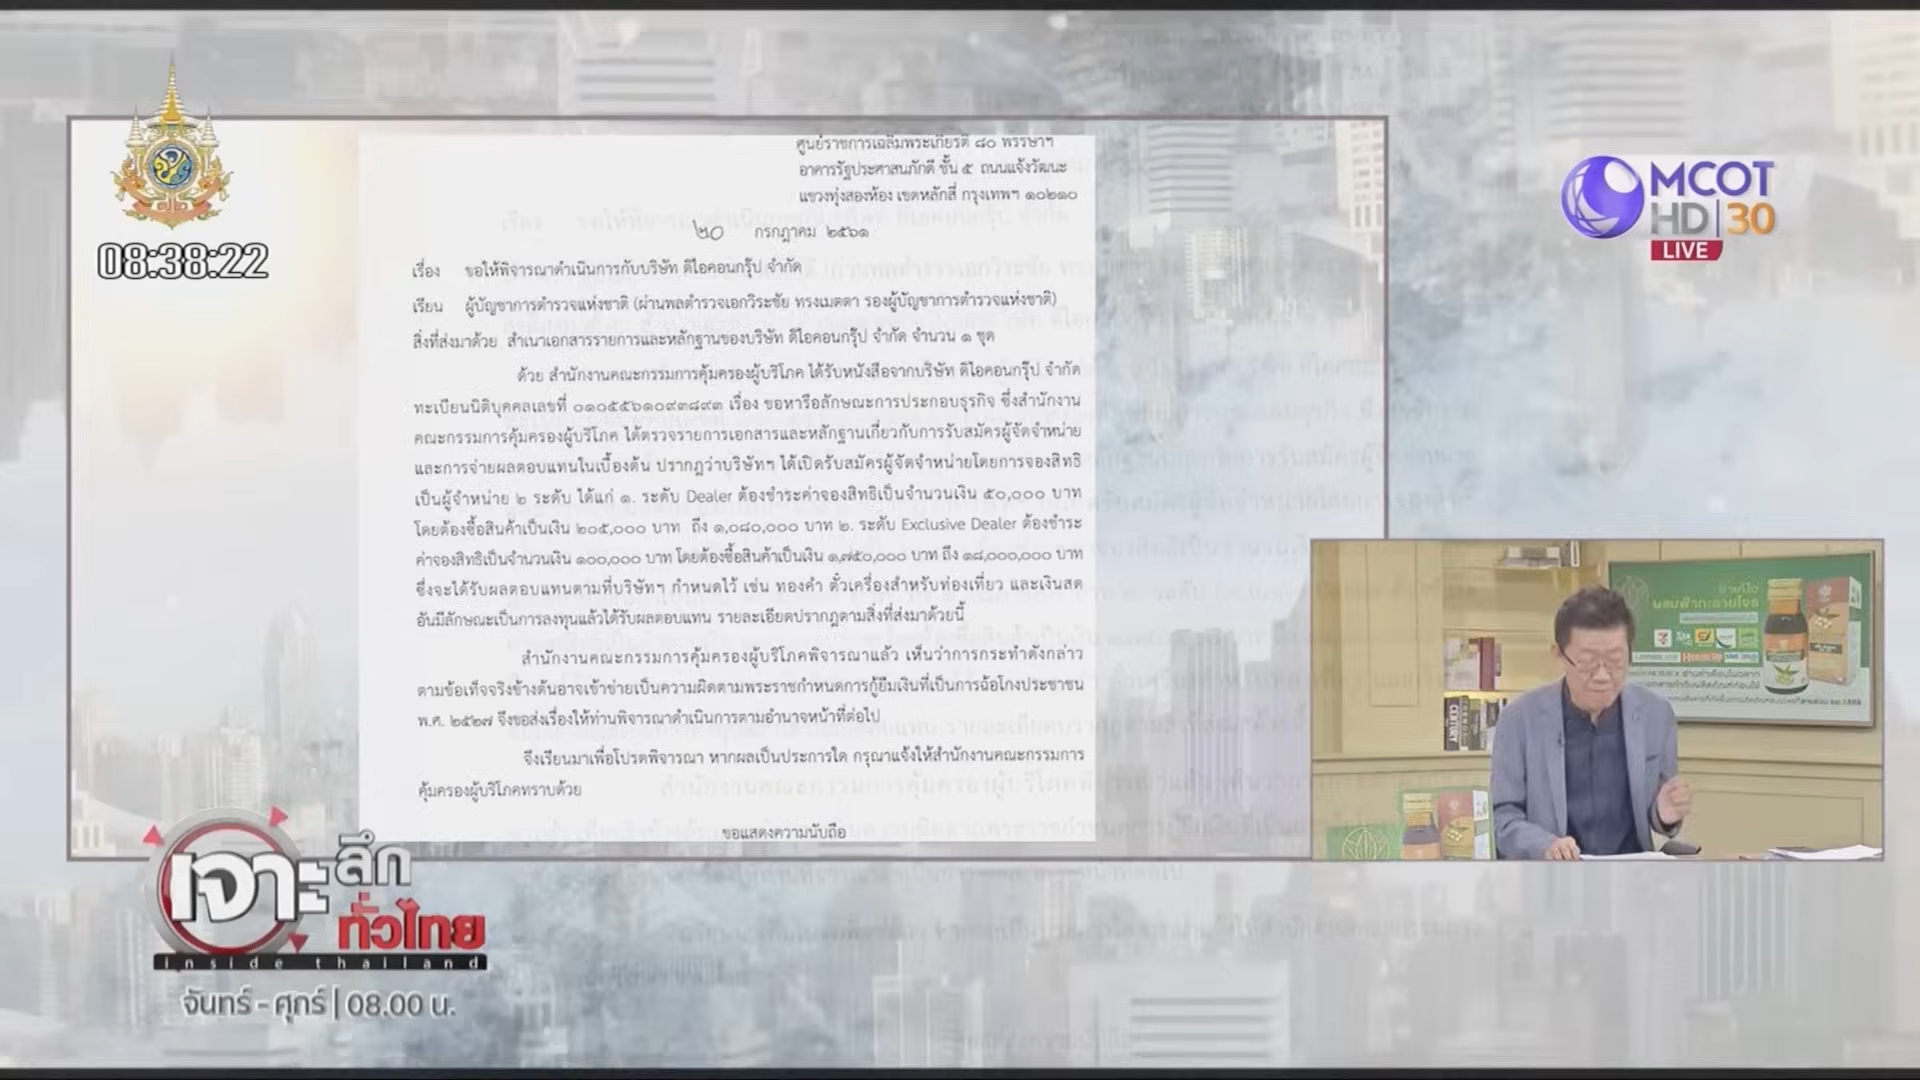 ศูนย์ราชการเฉลิมพระเกียรติ ๘๐ พรรษาฯ
อาคารรัฐประศาสนภักดี ชั้น ๕ ถนนแจ้งวัฒนะ
แขวงทุ่งสองห้อง เขตหลักสี่ กรุงเทพฯ ๑๐๒๑๐
๒๐ กรกฎาคม ๒๕๖๑
เรื่อง ขอให้พิจารณาดำเนินการกับบริษัท ดิไอคอนกรุ๊ป จำกัด
เรียน ผู้บัญชาการตำรวจแห่งชาติ (ผ่านพลตำรวจเอกวิระชัย ทรงเมตตา รองผู้บัญชาการตำรวจแห่งชาติ)
สิ่งที่ส่งมาด้วย สำเนาเอกสารรายการและหลักฐานของบริษัท ดิไอคอนกรุ๊ป จำกัด จำนวน ๑ ชุด
ด้วย สำนักงานคณะกรรมการคุ้มครองผู้บริโภค ได้รับหนังสือจากบริษัท ดิไอคอนกรุ๊ป จำกัด
ทะเบียนนิติบุคคลเลขที่ ๐๑๐๕๕๖๑๐๙๓๘๙๓ เรื่อง ขอหารือลักษณะการประกอบธุรกิจ ซึ่งสำนักงาน
คณะกรรมการคุ้มครองผู้บริโภค ได้ตรวจรายการเอกสารและหลักฐานเกี่ยวกับการรับสมัครผู้จัดจำหน่าย
และการจ่ายผลตอบแทนในเบื้องต้น ปรากฏว่าบริษัทฯ ได้เปิดรับสมัครผู้จัดจำหน่ายโดยการจองสิทธิ
เป็นผู้จำหน่าย ๒ ระดับ ได้แก่ ๑. ระดับ Dealer ต้องชำระค่าจองสิทธิเป็นจำนวนเงิน ๕๐,๐๐๐ บาท
โดยต้องซื้อสินค้าเป็นเงิน ๒๐๕,๐๐๐ บาท ถึง ๑,๐๘๐,๐๐๐ บาท ๒. ระดับ Exclusive Dealer ต้องชำระ
ค่าจองสิทธิเป็นจำนวนเงิน ๑๐๐,๐๐๐ บาท โดยต้องซื้อสินค้าเป็นเงิน ๑,๗๕๐,๐๐๐ บาท ถึง ๑๘,๐๐๐,๐๐๐ บาท
ซึ่งจะได้รับผลตอบแทนตามที่บริษัทฯ กำหนดไว้ เช่น ทองคำ ตั๋วเครื่องสำหรับท่องเที่ยว และเงินสด
อันมีลักษณะเป็นการลงทุนแล้วได้รับผลตอบแทน รายละเอียดปรากฏตามสิ่งที่ส่งมาด้วยนี้
สำนักงานคณะกรรมการคุ้มครองผู้บริโภคพิจารณาแล้ว เห็นว่าการกระทำดังกล่าว
ตามข้อเท็จจริงข้างต้นอาจเข้าข่ายเป็นความผิดตามพระราชกำหนดการกู้ยืมเงินที่เป็นการฉ้อโกงประชาชน
พ.ศ. ๒๕๒๗ จึงขอส่งเรื่องให้ท่านพิจารณาดำเนินการตามอำนาจหน้าที่ต่อไป
จึงเรียนมาเพื่อโปรดพิจารณา หากผลเป็นประการใด กรุณาแจ้งให้สำนักงานคณะกรรมการ
คุ้มครองผู้บริโภคทราบด้วย
ขอแสดงความนับถือ
08:38:22
MCOT
HD 30
LIVE
เจาะลึก
ทั่วไทย
inside thailand
จันทร์ - ศุกร์ | 08.00 น.